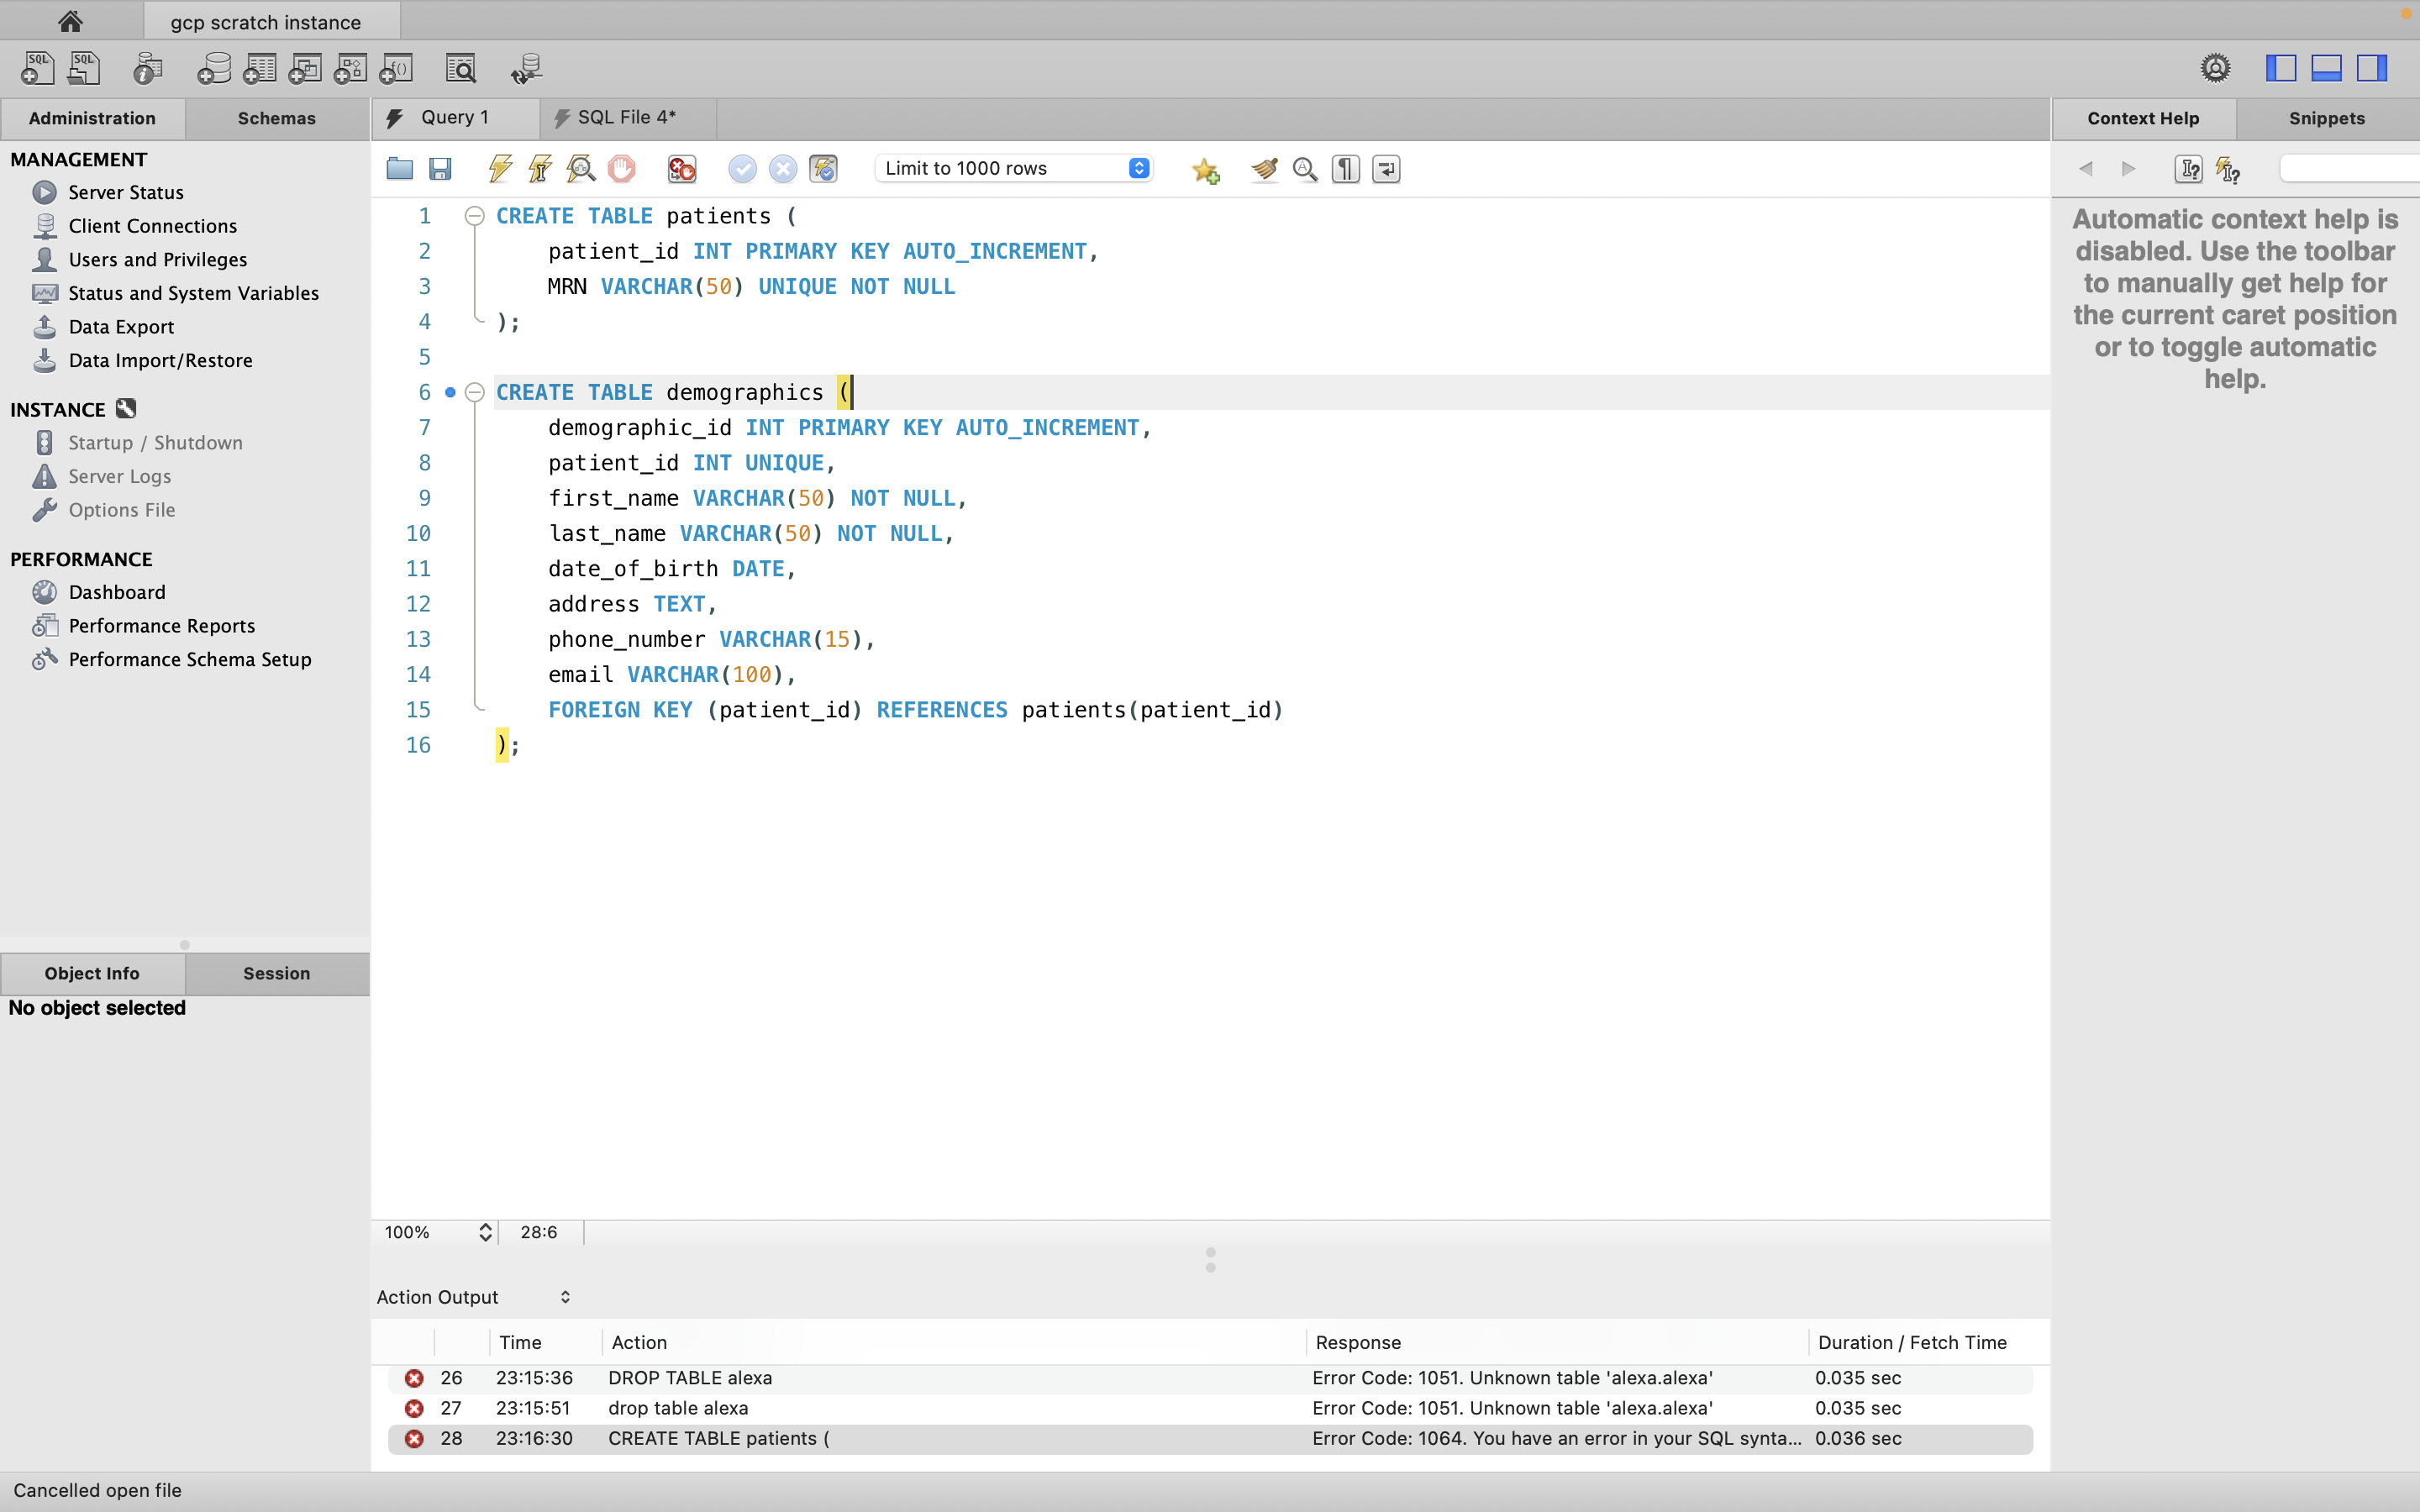 gcp scratch instance
Administration
Schemas
Query 1
SQL File 4*
Context Help
Snippets
MANAGEMENT
Server Status
Client Connections
Users and Privileges
Status and System Variables
Data Export
Data Import/Restore
INSTANCE
Startup / Shutdown
Server Logs
Options File
PERFORMANCE
Dashboard
Performance Reports
Performance Schema Setup
Object Info
Session
No object selected
Limit to 1000 rows
1 CREATE TABLE patients (
2 patient_id INT PRIMARY KEY AUTO_INCREMENT,
3 MRN VARCHAR(50) UNIQUE NOT NULL
4 );
5
6 CREATE TABLE demographics (
7 demographic_id INT PRIMARY KEY AUTO_INCREMENT,
8 patient_id INT UNIQUE,
9 first_name VARCHAR(50) NOT NULL,
10 last_name VARCHAR(50) NOT NULL,
11 date_of_birth DATE,
12 address TEXT,
13 phone_number VARCHAR(15),
14 email VARCHAR(100),
15 FOREIGN KEY (patient_id) REFERENCES patients(patient_id)
16 );
Automatic context help is
disabled. Use the toolbar
to manually get help for
the current caret position
or to toggle automatic
help.
100%
28:6
Action Output
Time Action Response Duration / Fetch Time
26 23:15:36 DROP TABLE alexa Error Code: 1051. Unknown table 'alexa.alexa' 0.035 sec
27 23:15:51 drop table alexa Error Code: 1051. Unknown table 'alexa.alexa' 0.035 sec
28 23:16:30 CREATE TABLE patients ( Error Code: 1064. You have an error in your SQL synta... 0.036 sec
Cancelled open file